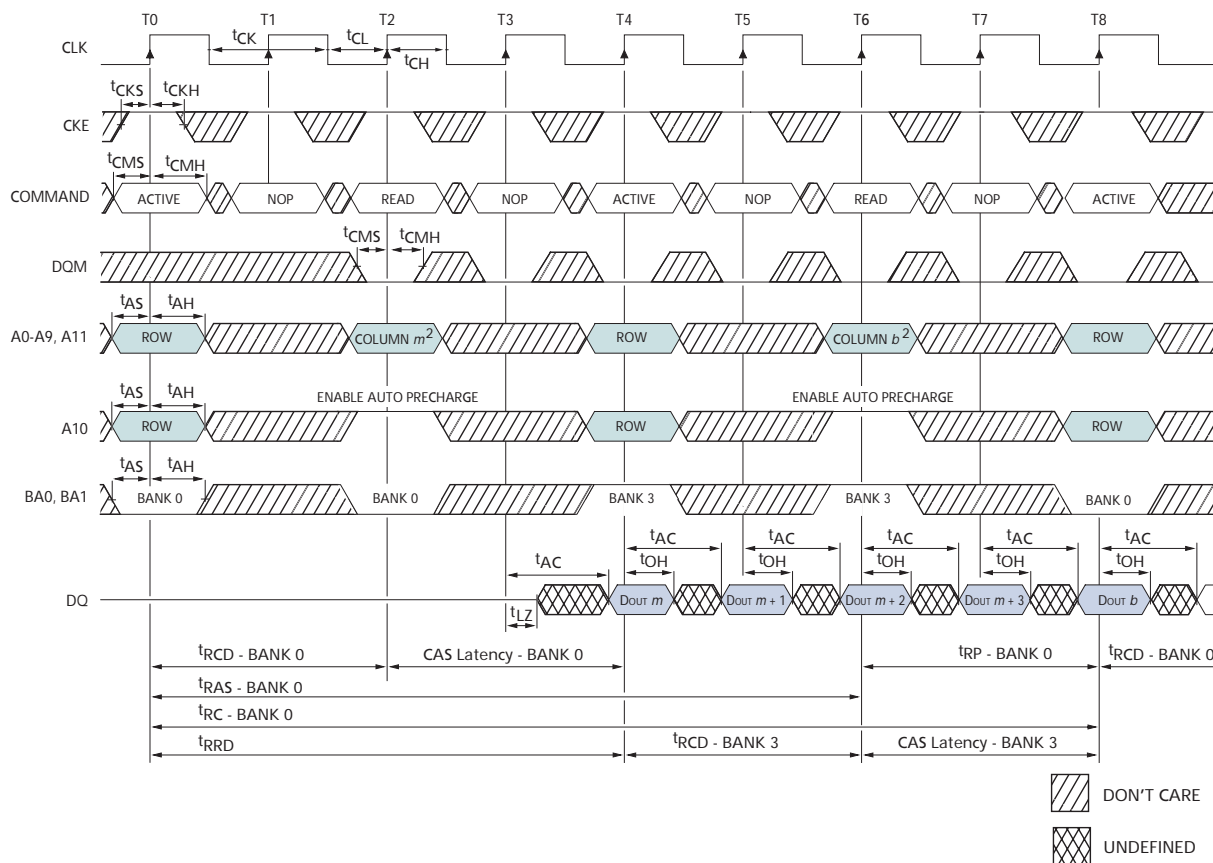 T0 T1 T2 T3 T4 T5 T6 T7 T8
CLK tCK tCL tCH
tCKS tCKH
CKE
tCMS tCMH
COMMAND ACTIVE NOP READ NOP ACTIVE NOP READ NOP ACTIVE
tCMS tCMH
DQM
tAS tAH
A0-A9, A11 ROW COLUMN m² ROW COLUMN b² ROW
tAS tAH ENABLE AUTO PRECHARGE ENABLE AUTO PRECHARGE
A10 ROW ROW ROW
tAS tAH
BA0, BA1 BANK 0 BANK 0 BANK 3 BANK 3 BANK 0
tAC tAC tAC tAC tAC tAC
tOH tOH tOH tOH tOH
DQ DOUT m DOUT m + 1 DOUT m + 2 DOUT m + 3 DOUT b
tLZ
tRCD - BANK 0 CAS Latency - BANK 0 tRP - BANK 0 tRCD - BANK 0
tRAS - BANK 0
tRC - BANK 0
tRRD tRCD - BANK 3 CAS Latency - BANK 3
DON'T CARE
UNDEFINED